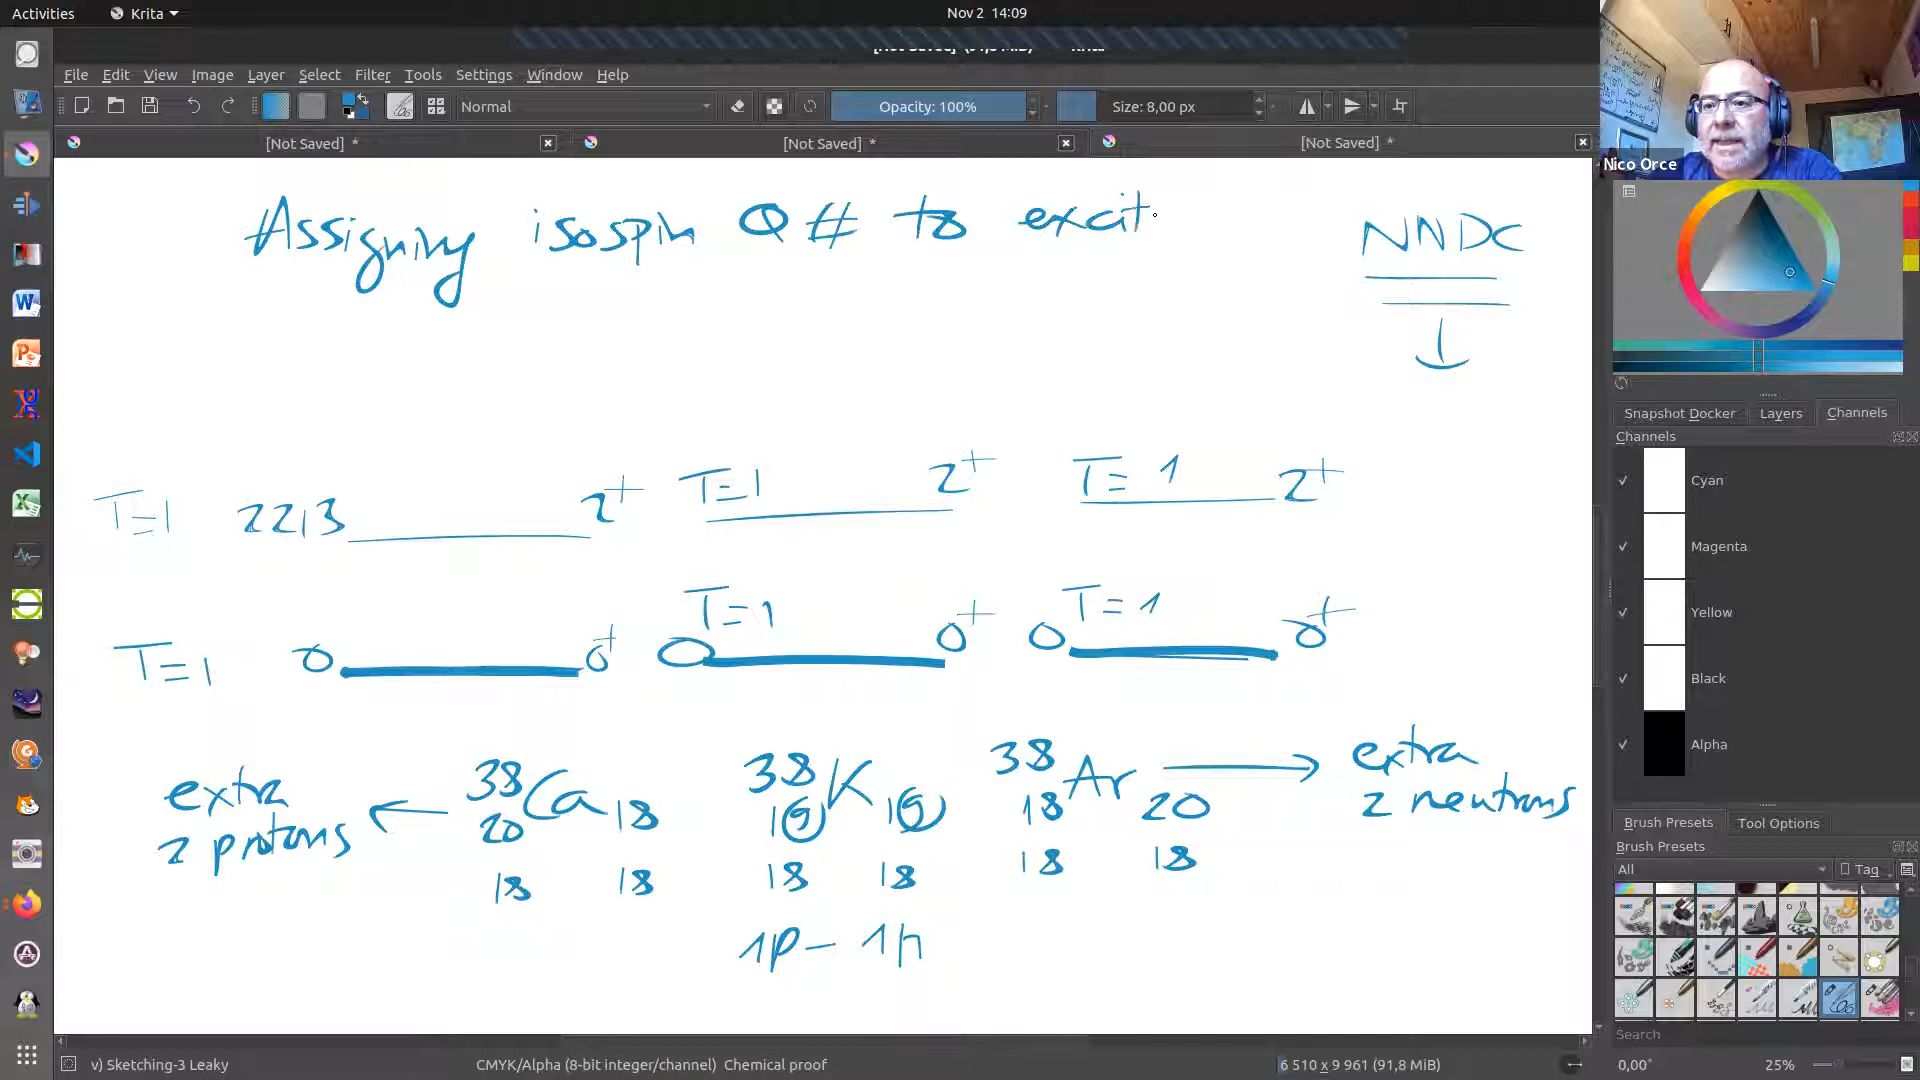 Activities
Krita
Nov 2 14:09
File Edit View Image Layer Select Filter Tools Settings Window Help
Normal
Opacity: 100%
Size: 8,00 px
[Not Saved] *
[Not Saved] *
[Not Saved] *
Nico Orce
Assigning isospin Q # to excit
NNDC
T=1 2213 2+ T=1 2+ T=1 2+
T=1 0 0+ T=1 0 0+ T=1 0 0+
extra
2 protons
38Ca
20 18
18 18
38K
19 19
18 18
1p-1h
38Ar
18 20
18 18
extra
2 neutrons
Snapshot Docker Layers Channels
Channels
Cyan
Magenta
Yellow
Black
Alpha
Brush Presets Tool Options
Brush Presets
All
Tag
Search
v) Sketching-3 Leaky
CMYK/Alpha (8-bit integer/channel) Chemical proof
6 510 x 9 961 (91,8 MiB)
0,00°
25%